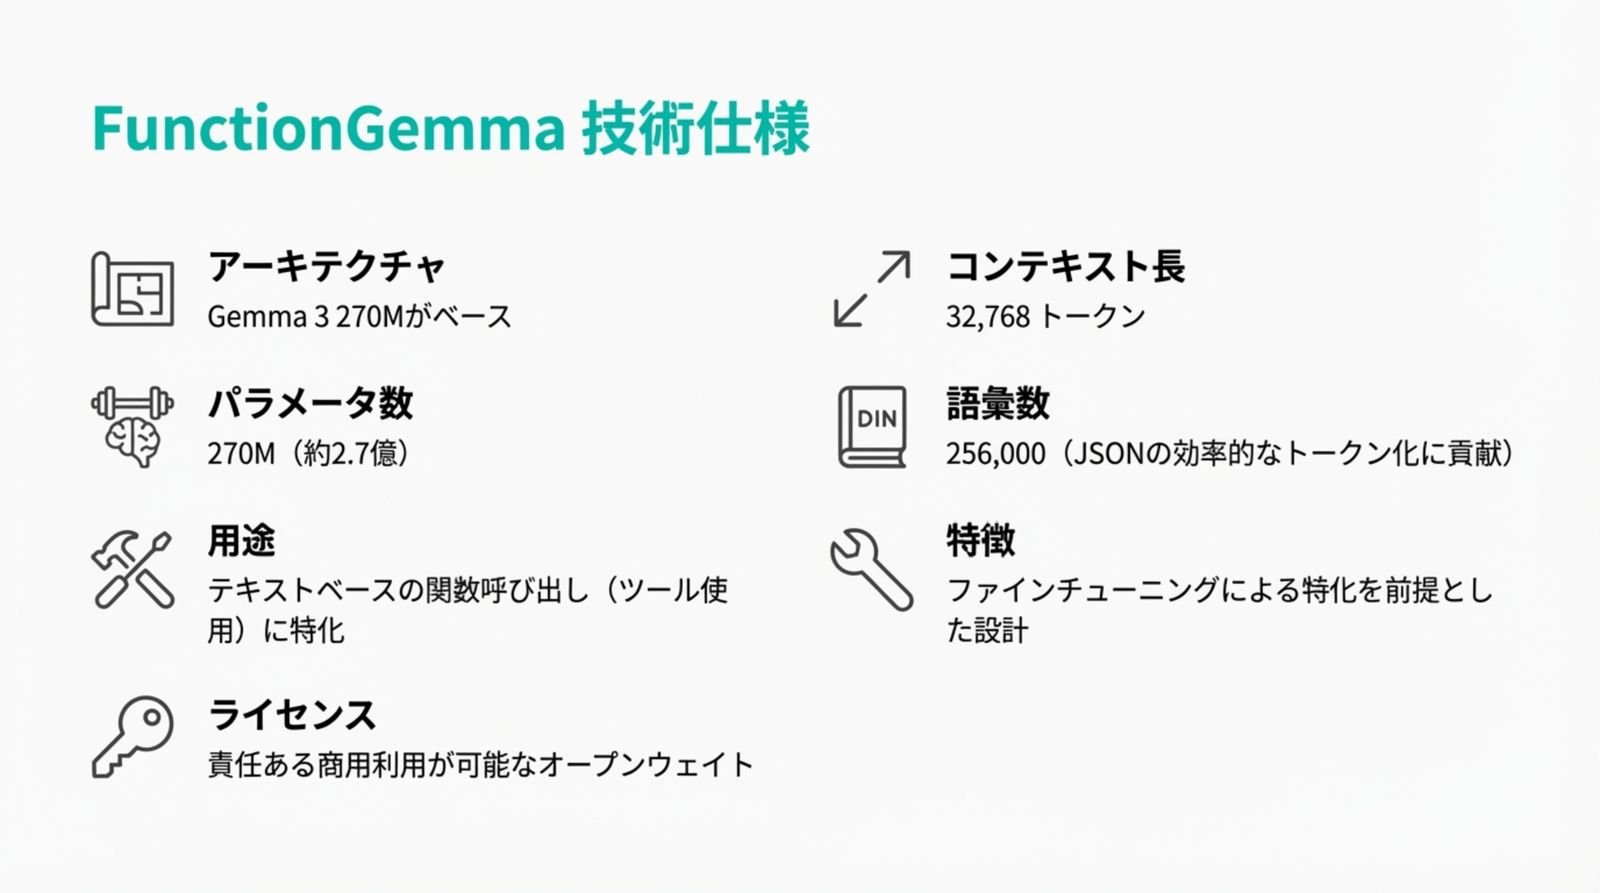 FunctionGemma 技術仕様
アーキテクチャ
Gemma 3 270Mがベース
パラメータ数
270M（約2.7億）
用途
テキストベースの関数呼び出し（ツール使
用）に特化
ライセンス
責任ある商用利用が可能なオープンウェイト
コンテキスト長
32,768 トークン
DIN
語彙数
256,000（JSONの効率的なトークン化に貢献）
特徴
ファインチューニングによる特化を前提とし
た設計